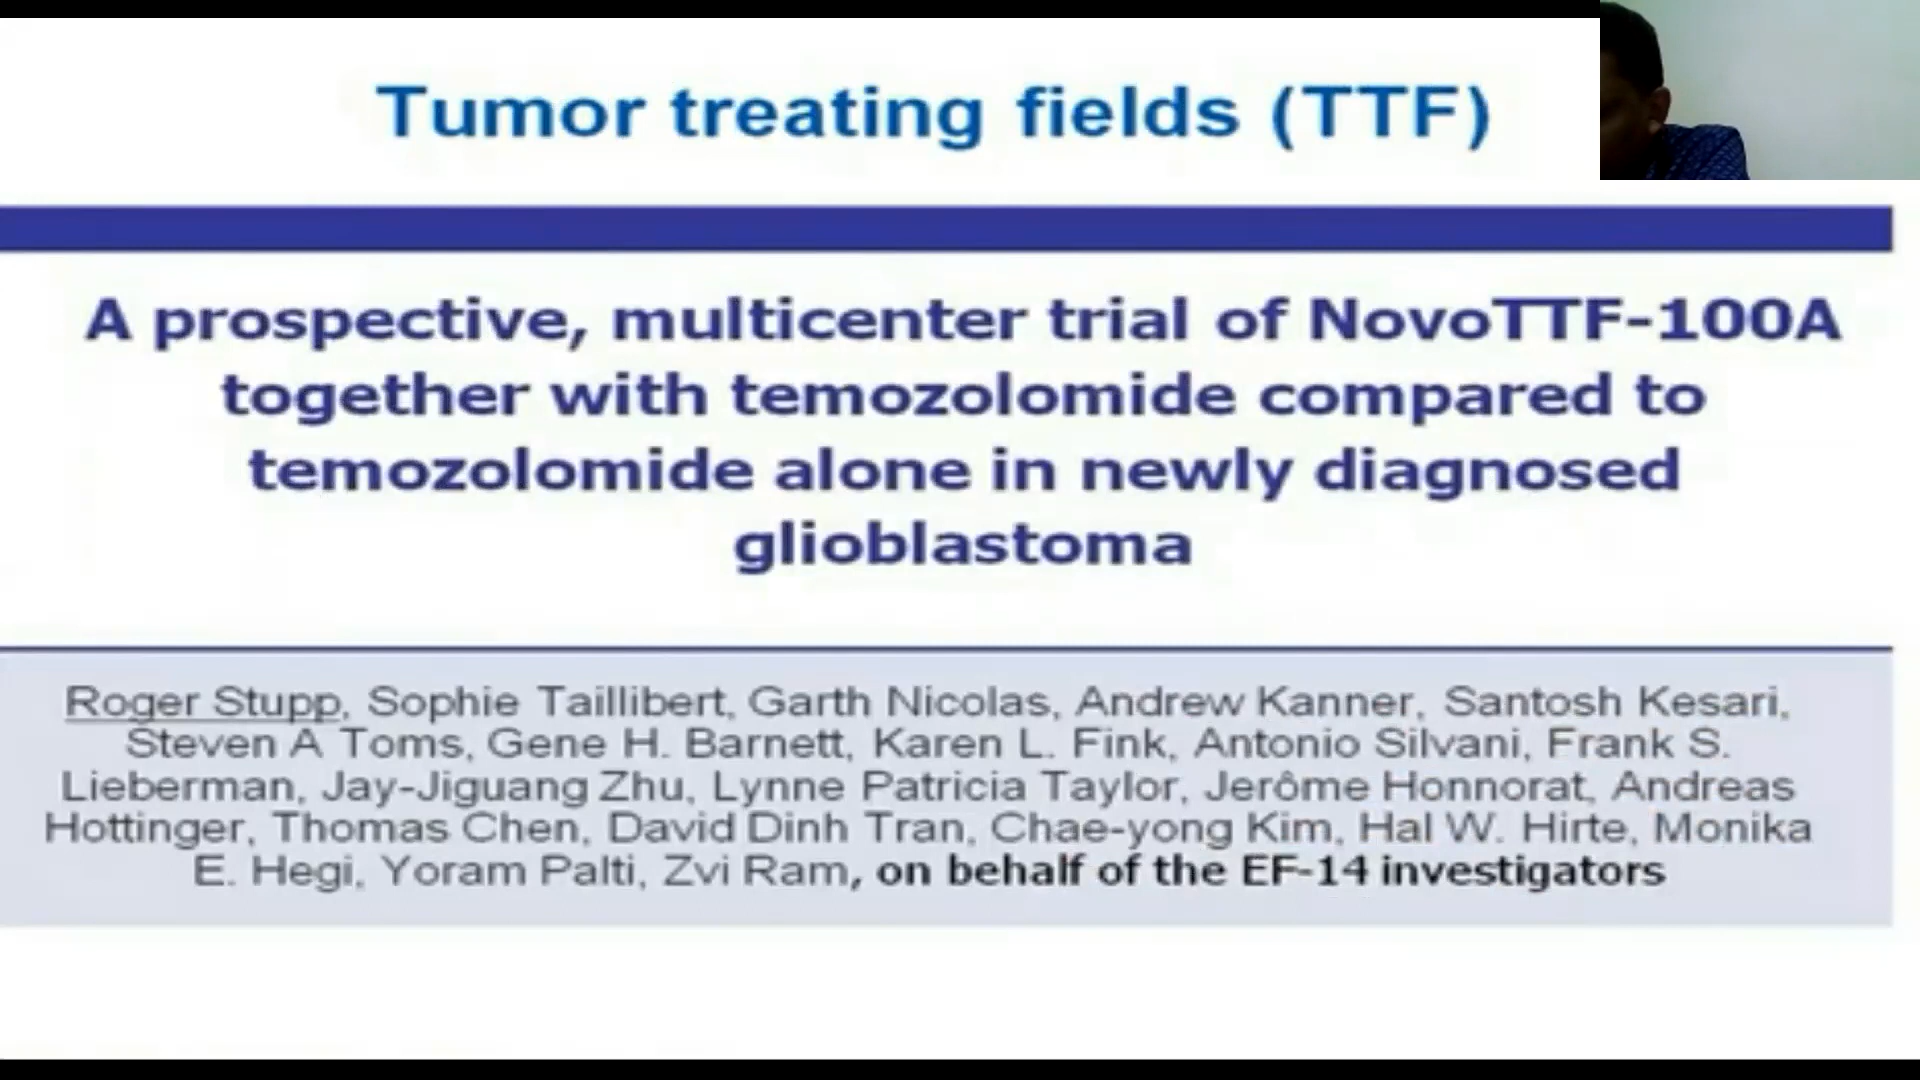 Tumor treating fields (TTF)
A prospective, multicenter trial of NovoTTF-100A
together with temozolomide compared to
temozolomide alone in newly diagnosed
glioblastoma
Roger Stupp, Sophie Taillibert, Garth Nicolas, Andrew Kanner, Santosh Kesari,
Steven A Toms, Gene H. Barnett, Karen L. Fink, Antonio Silvani, Frank S.
Lieberman, Jay-Jiguang Zhu, Lynne Patricia Taylor, Jerôme Honnorat, Andreas
Hottinger, Thomas Chen, David Dinh Tran, Chae-yong Kim, Hal W. Hirte, Monika
E. Hegi, Yoram Palti, Zvi Ram, on behalf of the EF-14 investigators